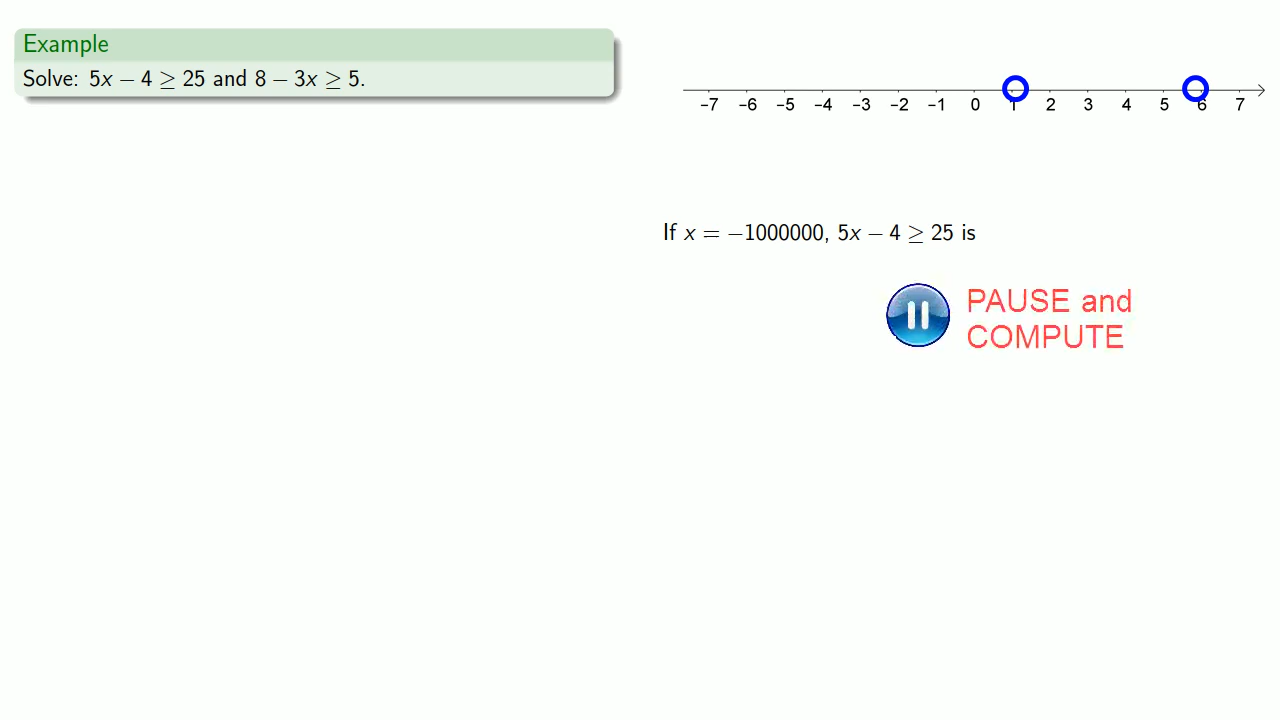 Example
Solve: 5x − 4 ≥ 25 and 8 − 3x ≥ 5.
−7 −6 −5 −4 −3 −2 −1 0 1 2 3 4 5 6 7
If x = −1000000, 5x − 4 ≥ 25 is
PAUSE and
COMPUTE